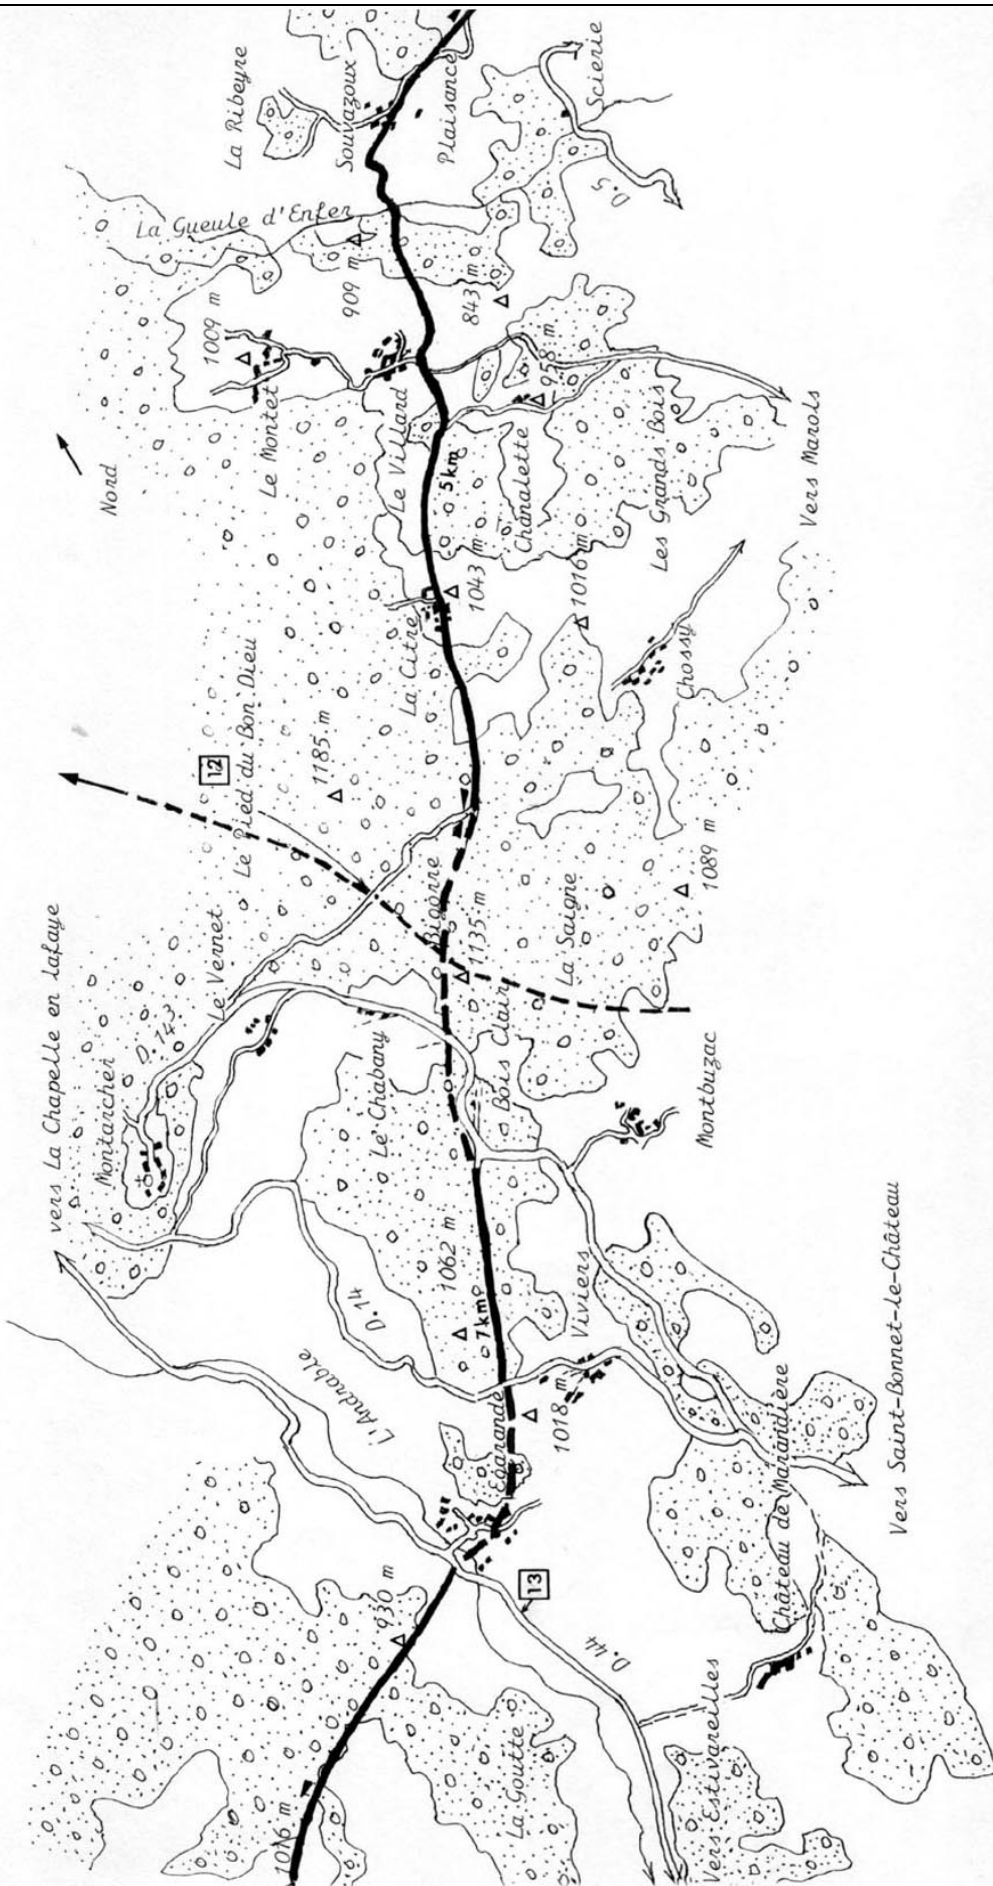 La Ribeyre
Souvazoux
Plaisance
Scierie
D.5
La Gueule d'Enfer
909 m
843 m
1009 m
Le Montet
Le Villard
958 m
Chanalette
Les Grands Bois
Vers Marols
Nord
5 km
1043 m
1016 m
La Citre
Chossy
12
Le Pied du Bon Dieu
1185 m
Bigorre
1135 m
La Saigne
1089 m
vers La Chapelle en lafaye
Montarcher
D.143
Le Vernet
Le Chabany
Bois Clair
Montbuzac
1062 m
7 km
D.14
Viviers
L'Andrable
Egarande
1018 m
Vers Saint-Bonnet-le-Château
Château de Marandière
930 m
13
D.44
La Goutte
Vers Estivareilles
1016 m